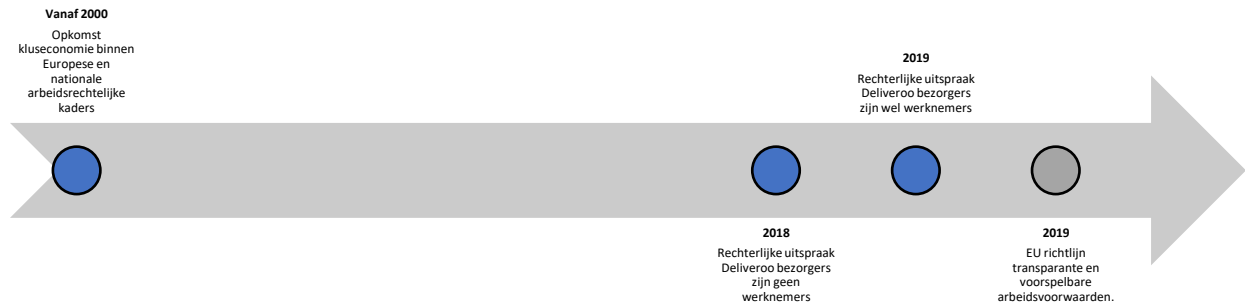 Vanaf 2000
Opkomst
kluseconomie binnen
Europese en
nationale
arbeidsrechtelijke
kaders
2018
Rechterlijke uitspraak
Deliveroo bezorgers
zijn geen
werknemers
2019
Rechterlijke uitspraak
Deliveroo bezorgers
zijn wel werknemers
2019
EU richtlijn
transparante en
voorspelbare
arbeidsvoorwaarden.